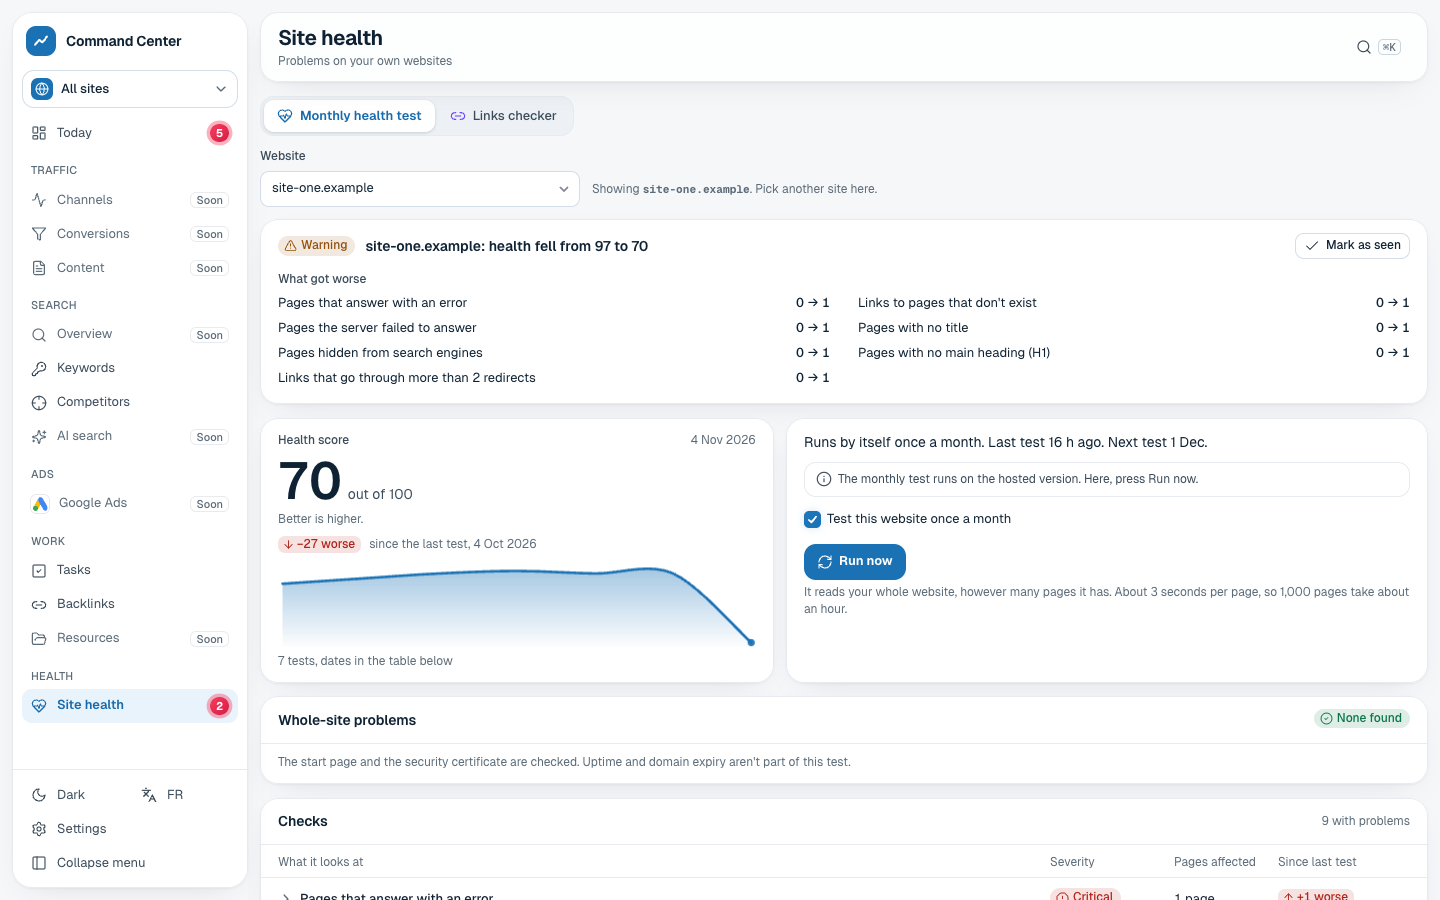 Command Center
All sites
Today
5
TRAFFIC
Channels
Soon
Conversions
Soon
Content
Soon
SEARCH
Overview
Soon
Keywords
Competitors
AI search
Soon
ADS
Google Ads
Soon
WORK
Tasks
Backlinks
Resources
Soon
HEALTH
Site health
2
Dark
FR
Settings
Collapse menu
Site health
Problems on your own websites
⌘K
Monthly health test
Links checker
Website
site-one.example
Showing site-one.example. Pick another site here.
Warning
site-one.example: health fell from 97 to 70
Mark as seen
What got worse
Pages that answer with an error
0 → 1
Links to pages that don't exist
0 → 1
Pages the server failed to answer
0 → 1
Pages with no title
0 → 1
Pages hidden from search engines
0 → 1
Pages with no main heading (H1)
0 → 1
Links that go through more than 2 redirects
0 → 1
Health score
4 Nov 2026
70 out of 100
Better is higher.
↓ −27 worse
since the last test, 4 Oct 2026
7 tests, dates in the table below
Runs by itself once a month. Last test 16 h ago. Next test 1 Dec.
The monthly test runs on the hosted version. Here, press Run now.
Test this website once a month
Run now
It reads your whole website, however many pages it has. About 3 seconds per page, so 1,000 pages take about
an hour.
Whole-site problems
None found
The start page and the security certificate are checked. Uptime and domain expiry aren't part of this test.
Checks
9 with problems
What it looks at
Severity
Pages affected
Since last test
Pages that answer with an error
Critical
1 page
↑ +1 worse